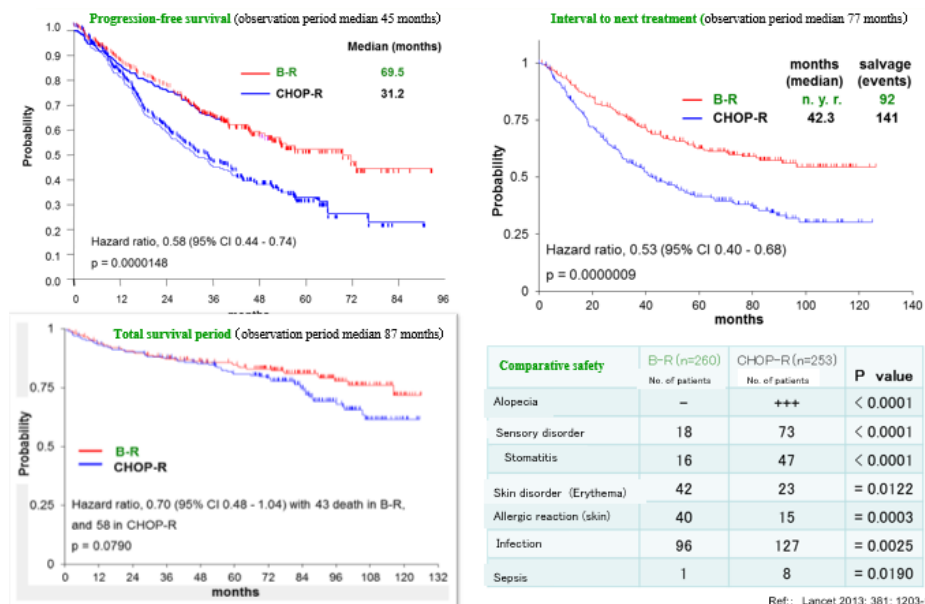 Progression-free survival (observation period median 45 months)
1.0
0.9
0.8
0.7
0.6
0.5
0.4
0.3
0.2
0.1
0.0
Probability
Median (months)
B-R 69.5
CHOP-R 31.2
Hazard ratio, 0.58 (95% CI 0.44 - 0.74)
p = 0.0000148
0 12 24 36 48 60 72 84 96
Interval to next treatment (observation period median 77 months)
1
0.75
0.5
0.25
0
Probability
months salvage
(median) (events)
B-R n. y. r. 92
CHOP-R 42.3 141
Hazard ratio, 0.53 (95% CI 0.40 - 0.68)
p = 0.0000009
0 20 40 60 80 100 120 140
months
Total survival period (observation period median 87 months)
1
0.75
0.5
0.25
0
Probability
B-R
CHOP-R
Hazard ratio, 0.70 (95% CI 0.48 - 1.04) with 43 death in B-R,
and 58 in CHOP-R
p = 0.0790
0 12 24 36 48 60 72 84 96 108 120 132
months
Comparative safety B-R (n=260) CHOP-R (n=253) P value
No. of patients No. of patients
Alopecia − +++ < 0.0001
Sensory disorder 18 73 < 0.0001
Stomatitis 16 47 < 0.0001
Skin disorder (Erythema) 42 23 = 0.0122
Allergic reaction (skin) 40 15 = 0.0003
Infection 96 127 = 0.0025
Sepsis 1 8 = 0.0190
Ref:; Lancet 2013; 381: 1203-